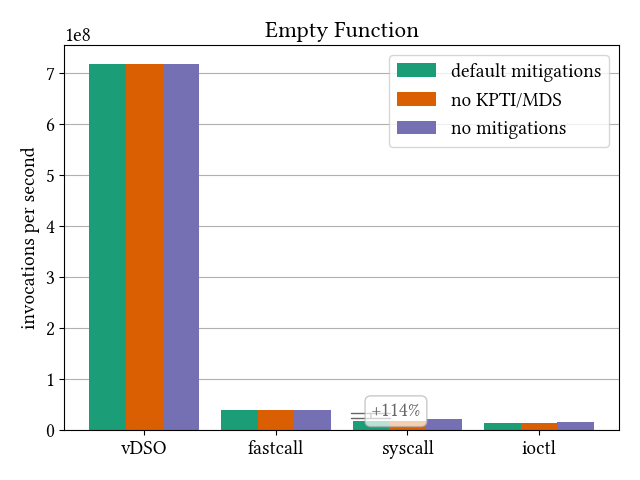 Empty Function
1e8
default mitigations
no KPTI/MDS
no mitigations
7
6
5
4
3
2
1
0
invocations per second
+114%
vDSO fastcall syscall ioctl